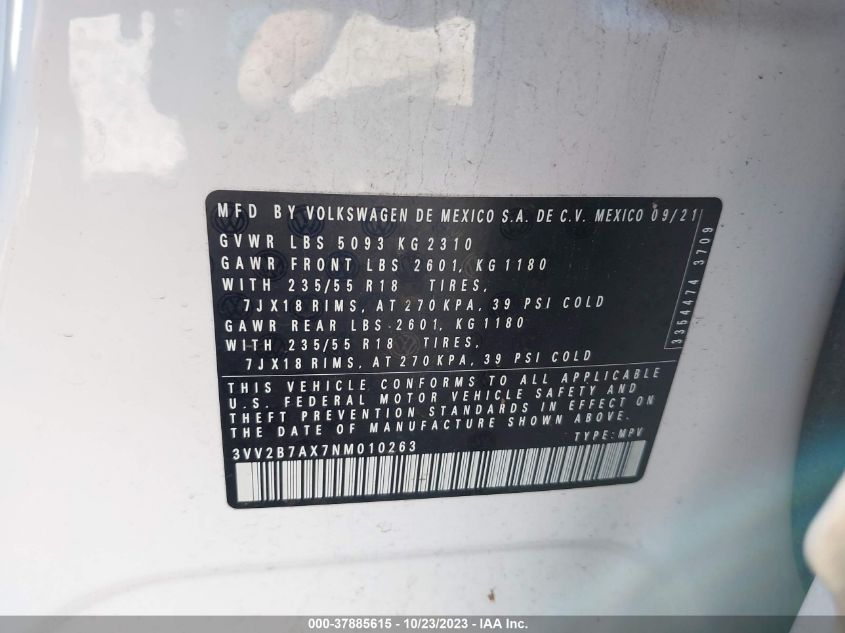 MFD BY VOLKSWAGEN DE MEXICO S.A. DE C.V. MEXICO 09/21
GVWR LBS 5093 KG 2310
GAWR FRONT LBS 2601, KG 1180
WITH 235/55 R18 TIRES,
7JX18 RIMS, AT 270 KPA, 39 PSI COLD
GAWR REAR LBS 2601, KG 1180
WITH 235/55 R18 TIRES,
7JX18 RIMS, AT 270 KPA, 39 PSI COLD
3354474 3709
THIS VEHICLE CONFORMS TO ALL APPLICABLE
U.S. FEDERAL MOTOR VEHICLE SAFETY AND
THEFT PREVENTION STANDARDS IN EFFECT ON
THE DATE OF MANUFACTURE SHOWN ABOVE.
3VV2B7AX7NM010263 TYPE: MPV
000-37885615 - 10/23/2023 - IAA Inc.